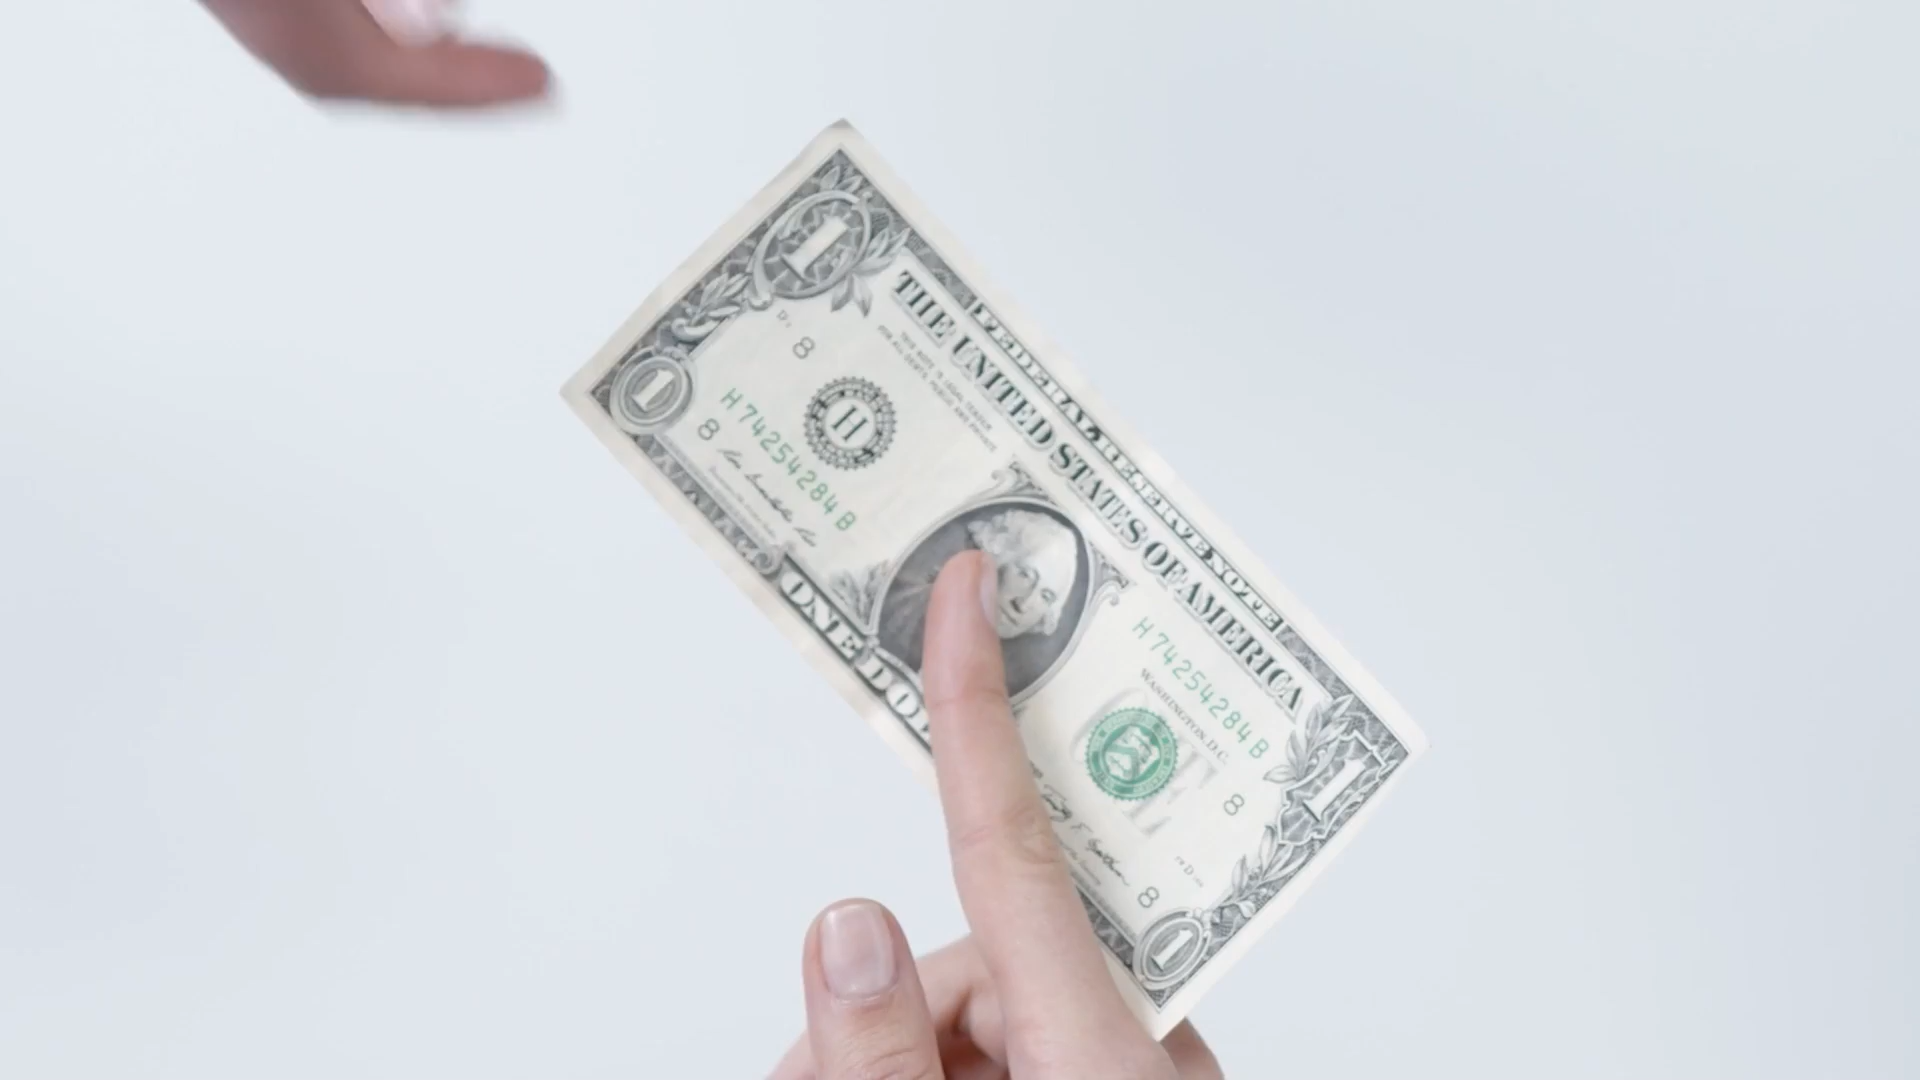 FEDERAL RESERVE NOTE
THE UNITED STATES OF AMERICA
1
1
8
H
H 74254284 B
8
H 74254284 B
WASHINGTON, D.C.
8
8
ONE DOL
1
1